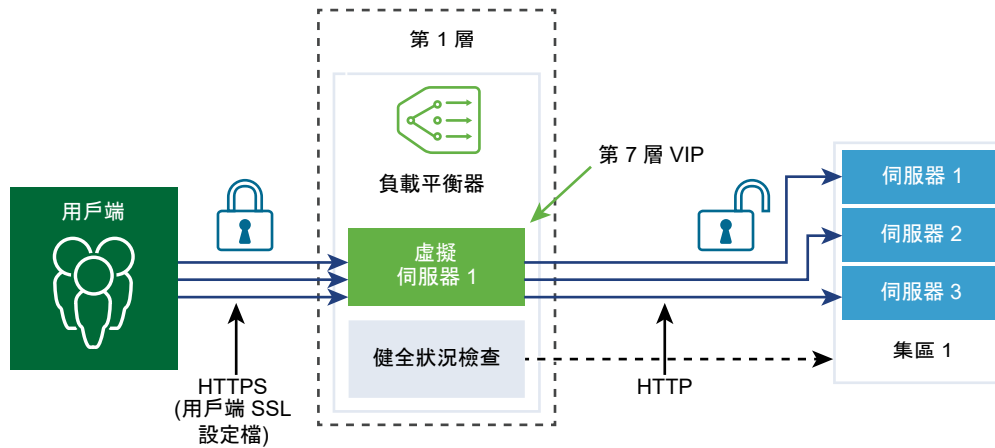 第 1 層
負載平衡器
第 7 層 VIP
用戶端
虛擬
伺服器 1
伺服器 1
伺服器 2
伺服器 3
健全狀況檢查
集區 1
HTTPS
(用戶端 SSL
設定檔)
HTTP